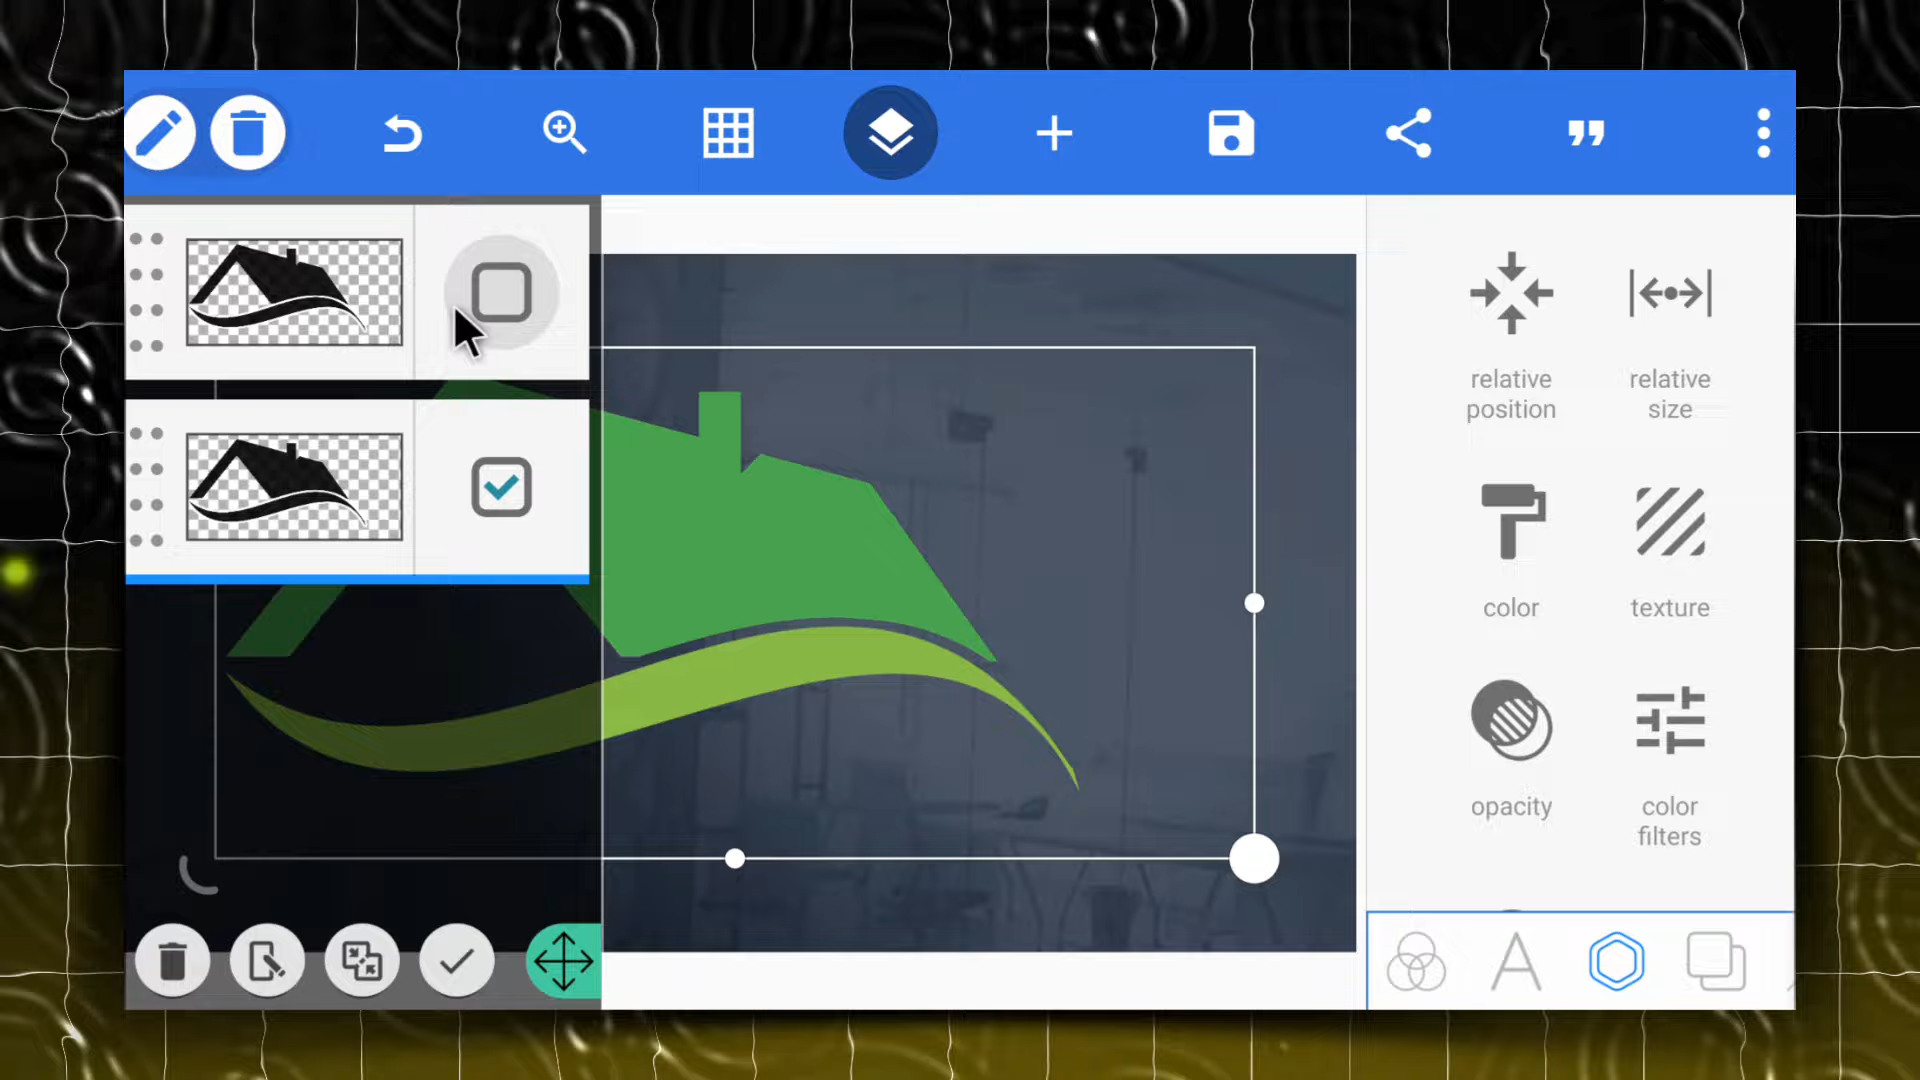 relative
position
relative
size
color
texture
opacity
color
filters